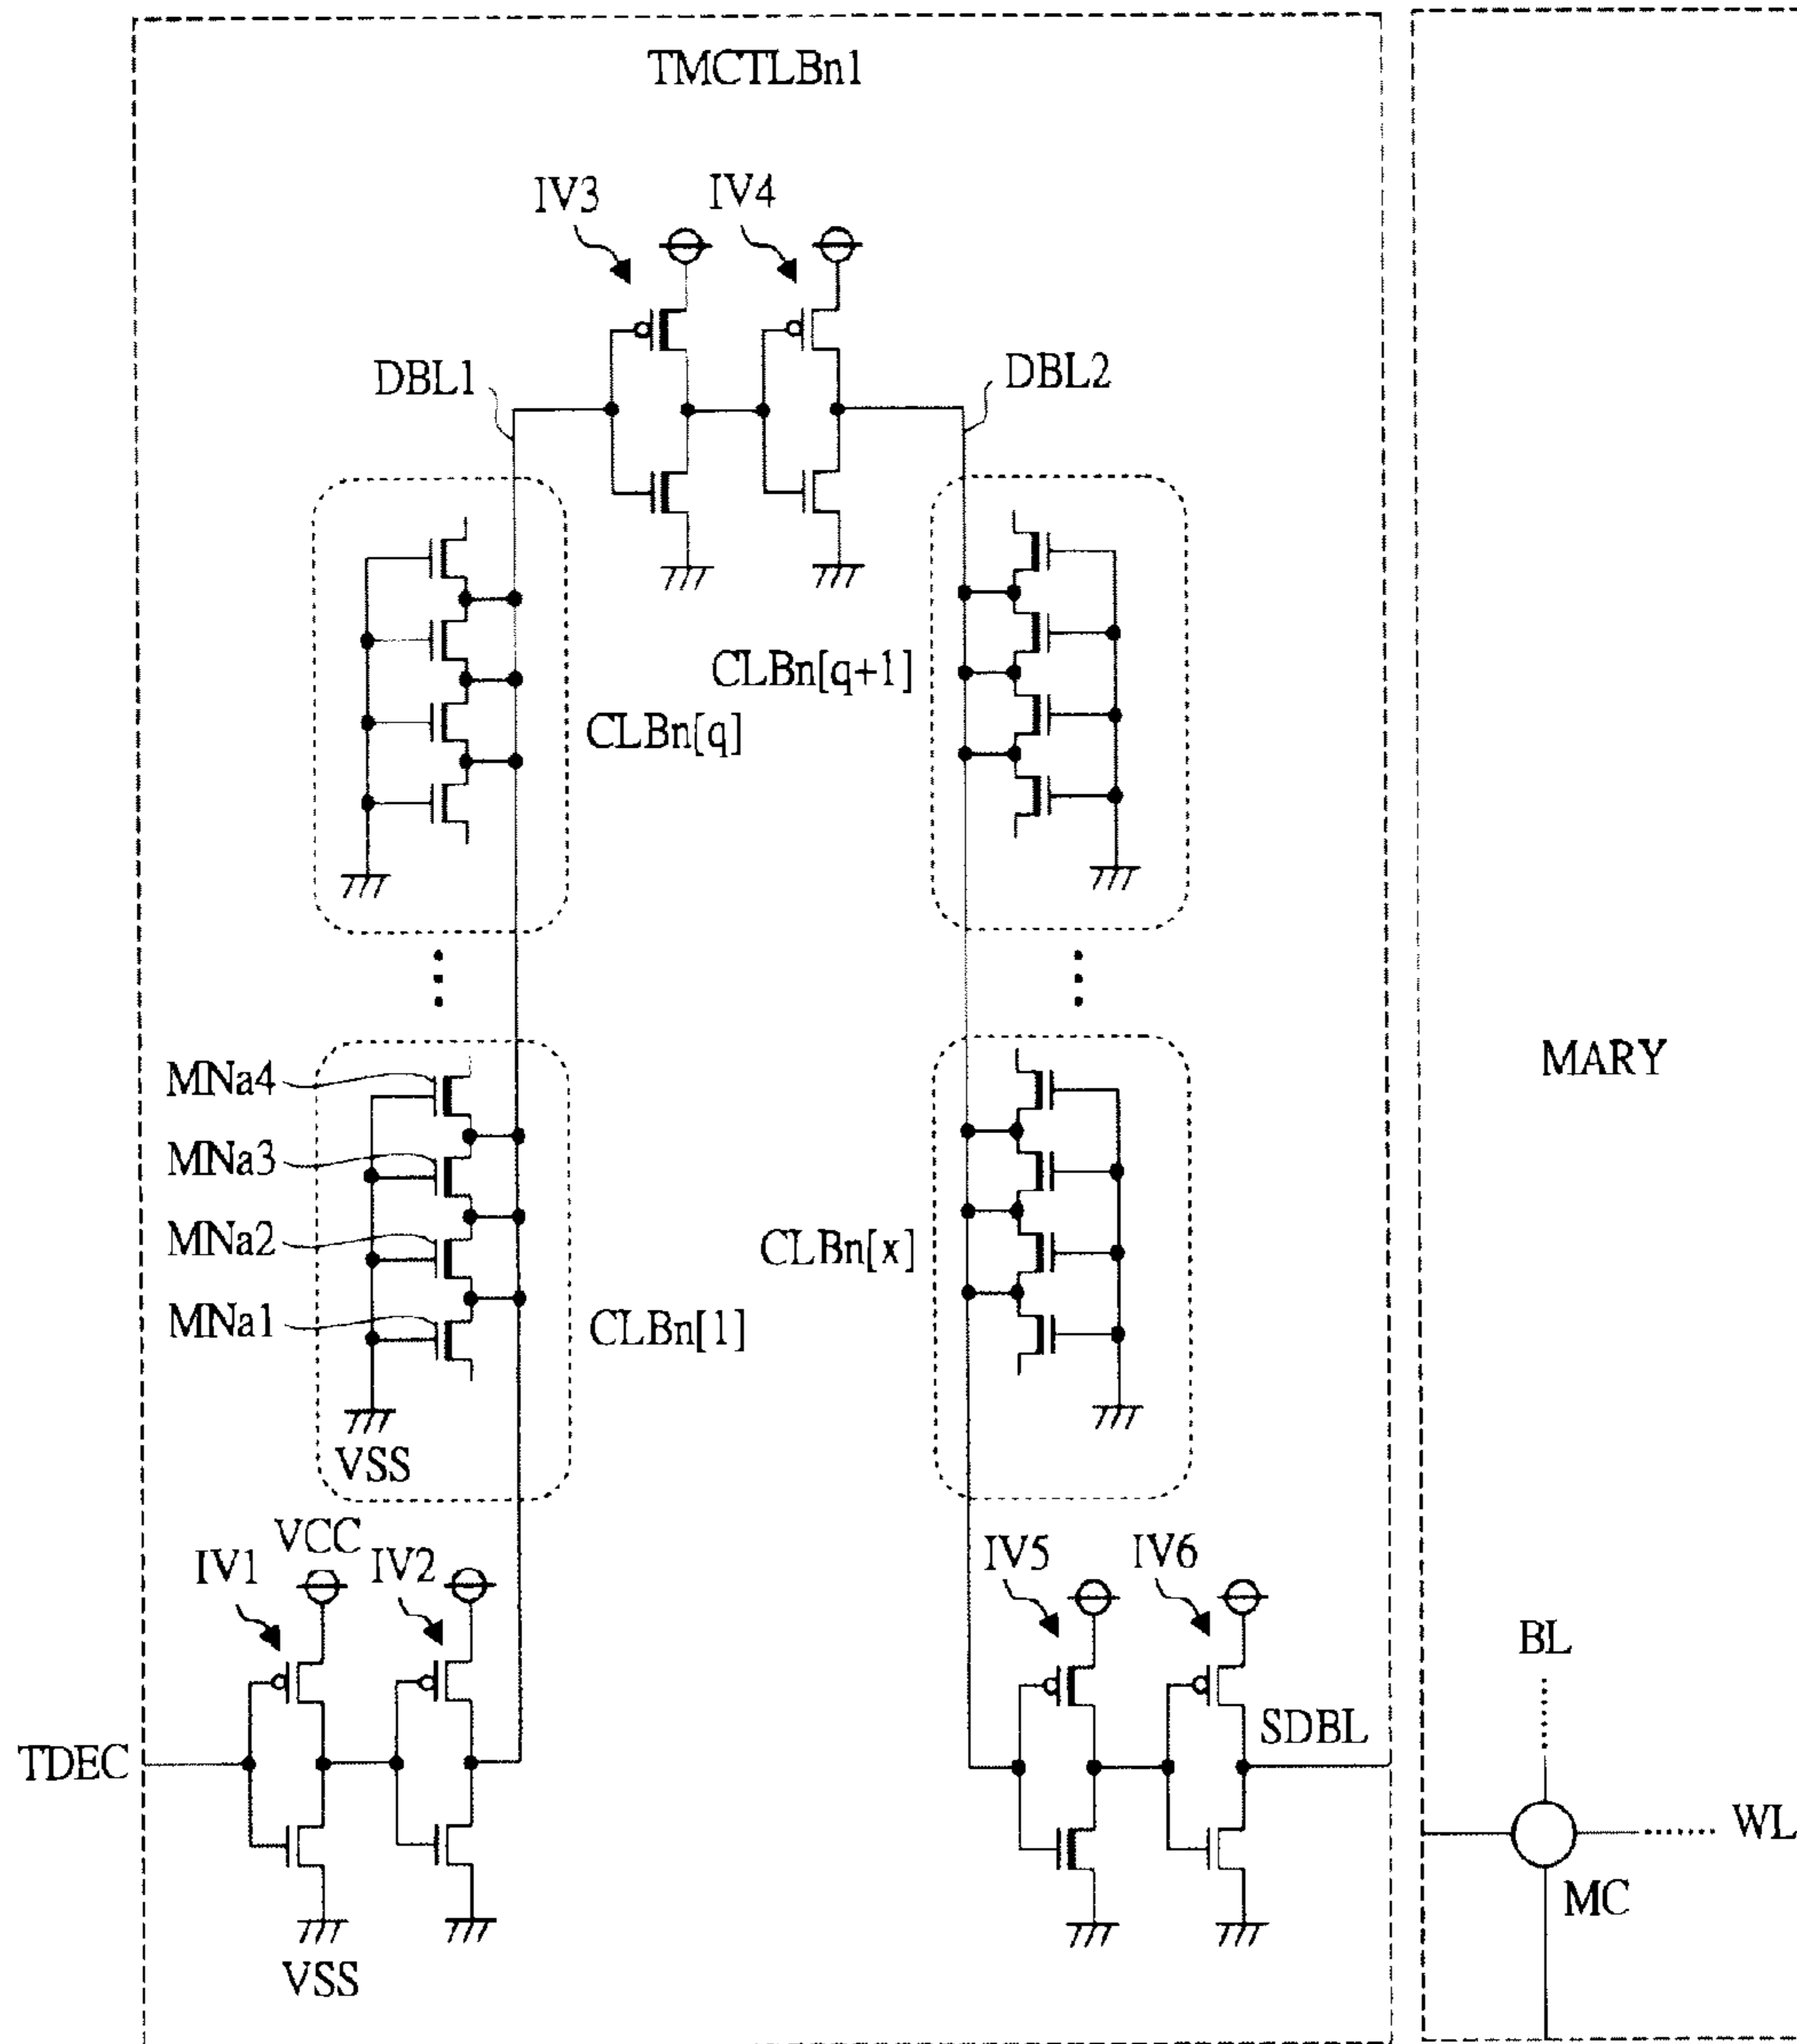 TMCTLBn1
IV3
IV4
DBL1
DBL2
CLBn[q+1]
CLBn[q]
MNa4
MNa3
MNa2
MNa1
CLBn[1]
CLBn[x]
MARY
VSS
VCC
IV1
IV2
IV5
IV6
BL
TDEC
SDBL
WL
MC
VSS